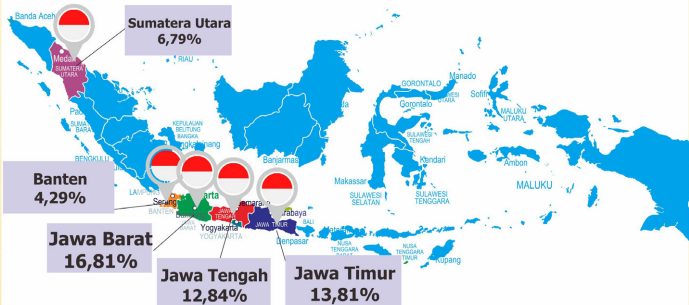 Sumatera Utara
6,79%
Banda Aceh
Medan
SUMATERA
UTARA
RIAU
KEPULAUAN
BELITUNG
BANGKA
BENGKULU
GORONTALO
Manado
Gorontalo
Sofifi
MALUKU
UTARA
SULAWESI
TENGAH
Kendari
Ambon
Banjarmas
Makassar
SULAWESI
SELATAN
SULAWESI
TENGGARA
MALUKU
Banten
4,29%
Serang
BANTEN
Jawa Barat
16,81%
BARAT
JAWA
TENGAH
Yogyakarta
YOGYAKARTA
JAWA TIMUR
BALI
Denpasar
NUSA
TENGGARA
BARAT
NUSA
TENGGARA
TIMUR
Kupang
Jawa Tengah
12,84%
Jawa Timur
13,81%